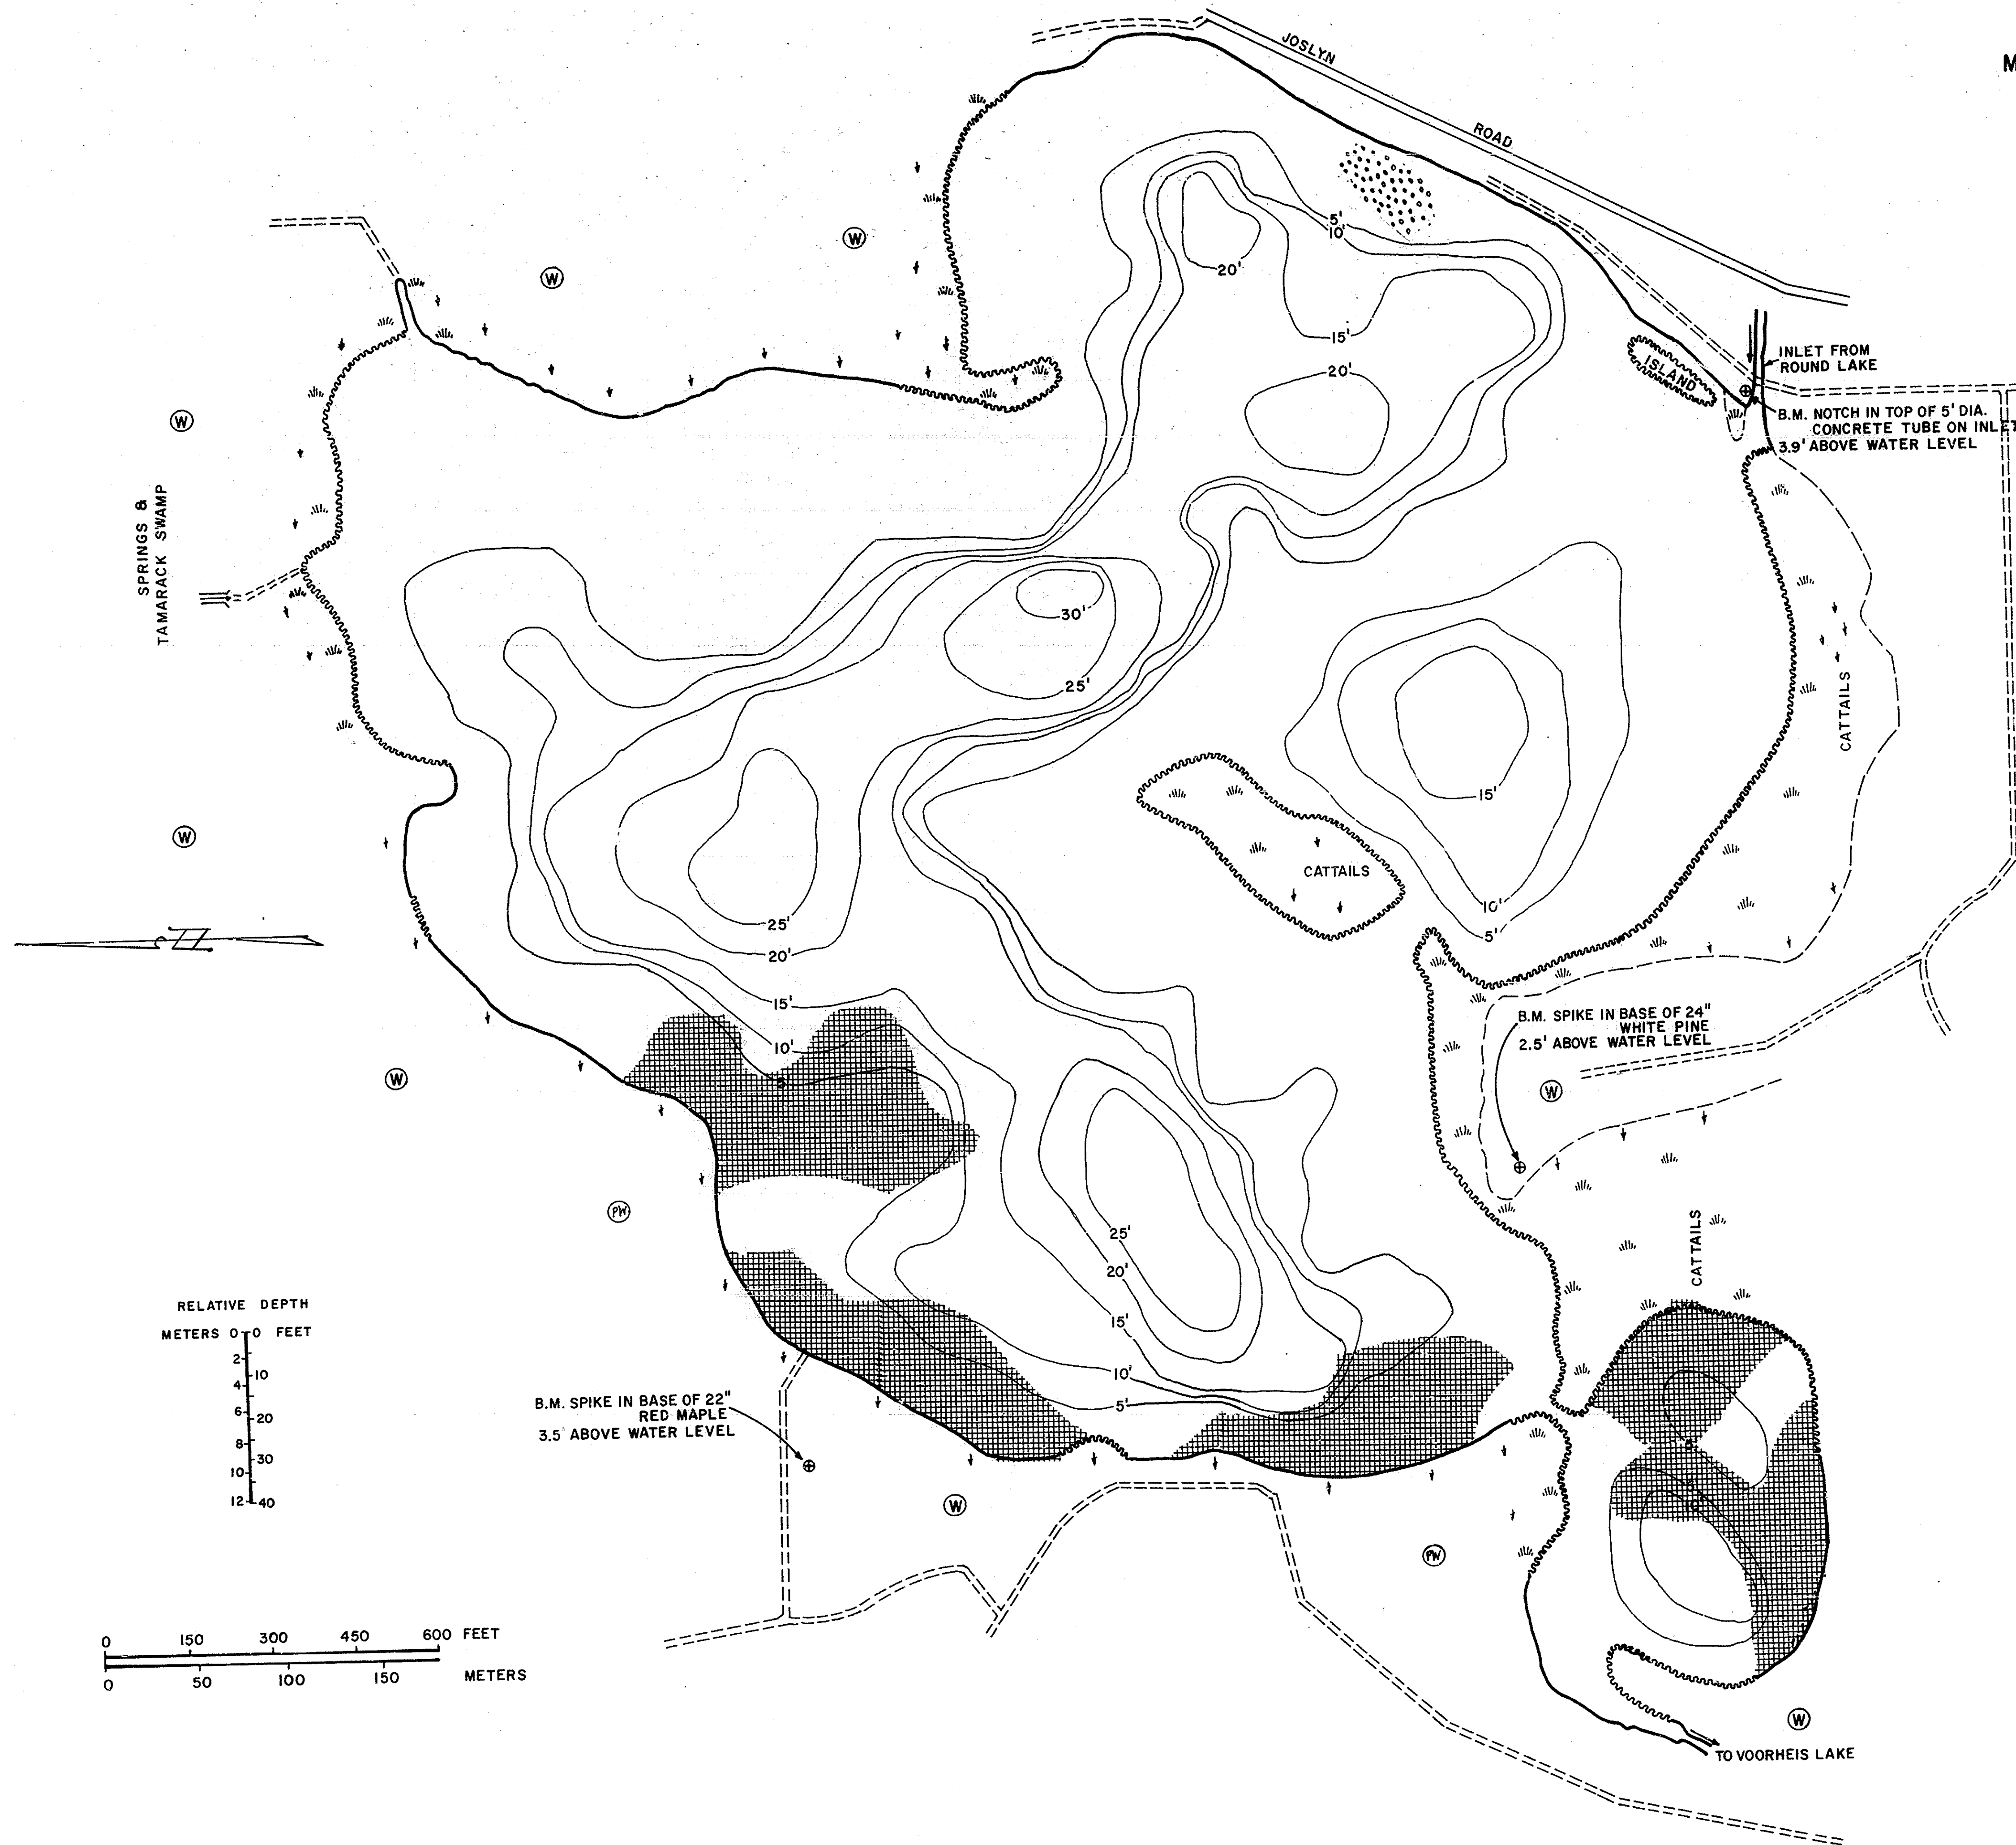 JOSLYN
ROAD
M
W
W
5'
10'
20'
15'
20'
INLET FROM
ROUND LAKE
ISLAND
B.M. NOTCH IN TOP OF 5' DIA.
CONCRETE TUBE ON INLET
3.9' ABOVE WATER LEVEL
W
SPRINGS &
TAMARACK SWAMP
30'
25'
CATTAILS
15'
W
CATTAILS
10'
5'
25'
20'
N
15'
10'
5'
B.M. SPIKE IN BASE OF 24"
WHITE PINE
2.5' ABOVE WATER LEVEL
W
W
PW
CATTAILS
25'
20'
15'
10'
5'
RELATIVE DEPTH
METERS 0 0 FEET
2
10
4
6
20
8
30
10
12 40
B.M. SPIKE IN BASE OF 22"
RED MAPLE
3.5' ABOVE WATER LEVEL
5'
10'
W
PW
0 150 300 450 600 FEET
0 50 100 150 METERS
W
TO VOORHEIS LAKE